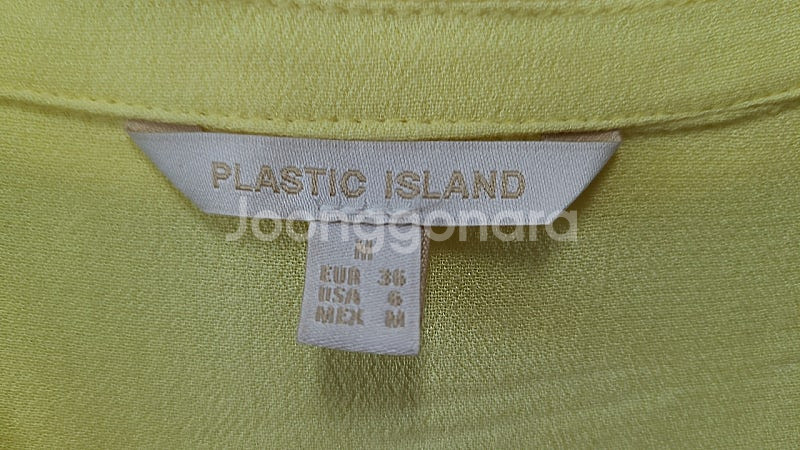 PLASTIC ISLAND
Joonggonara
M
EUR 36
USA 6
MEX M